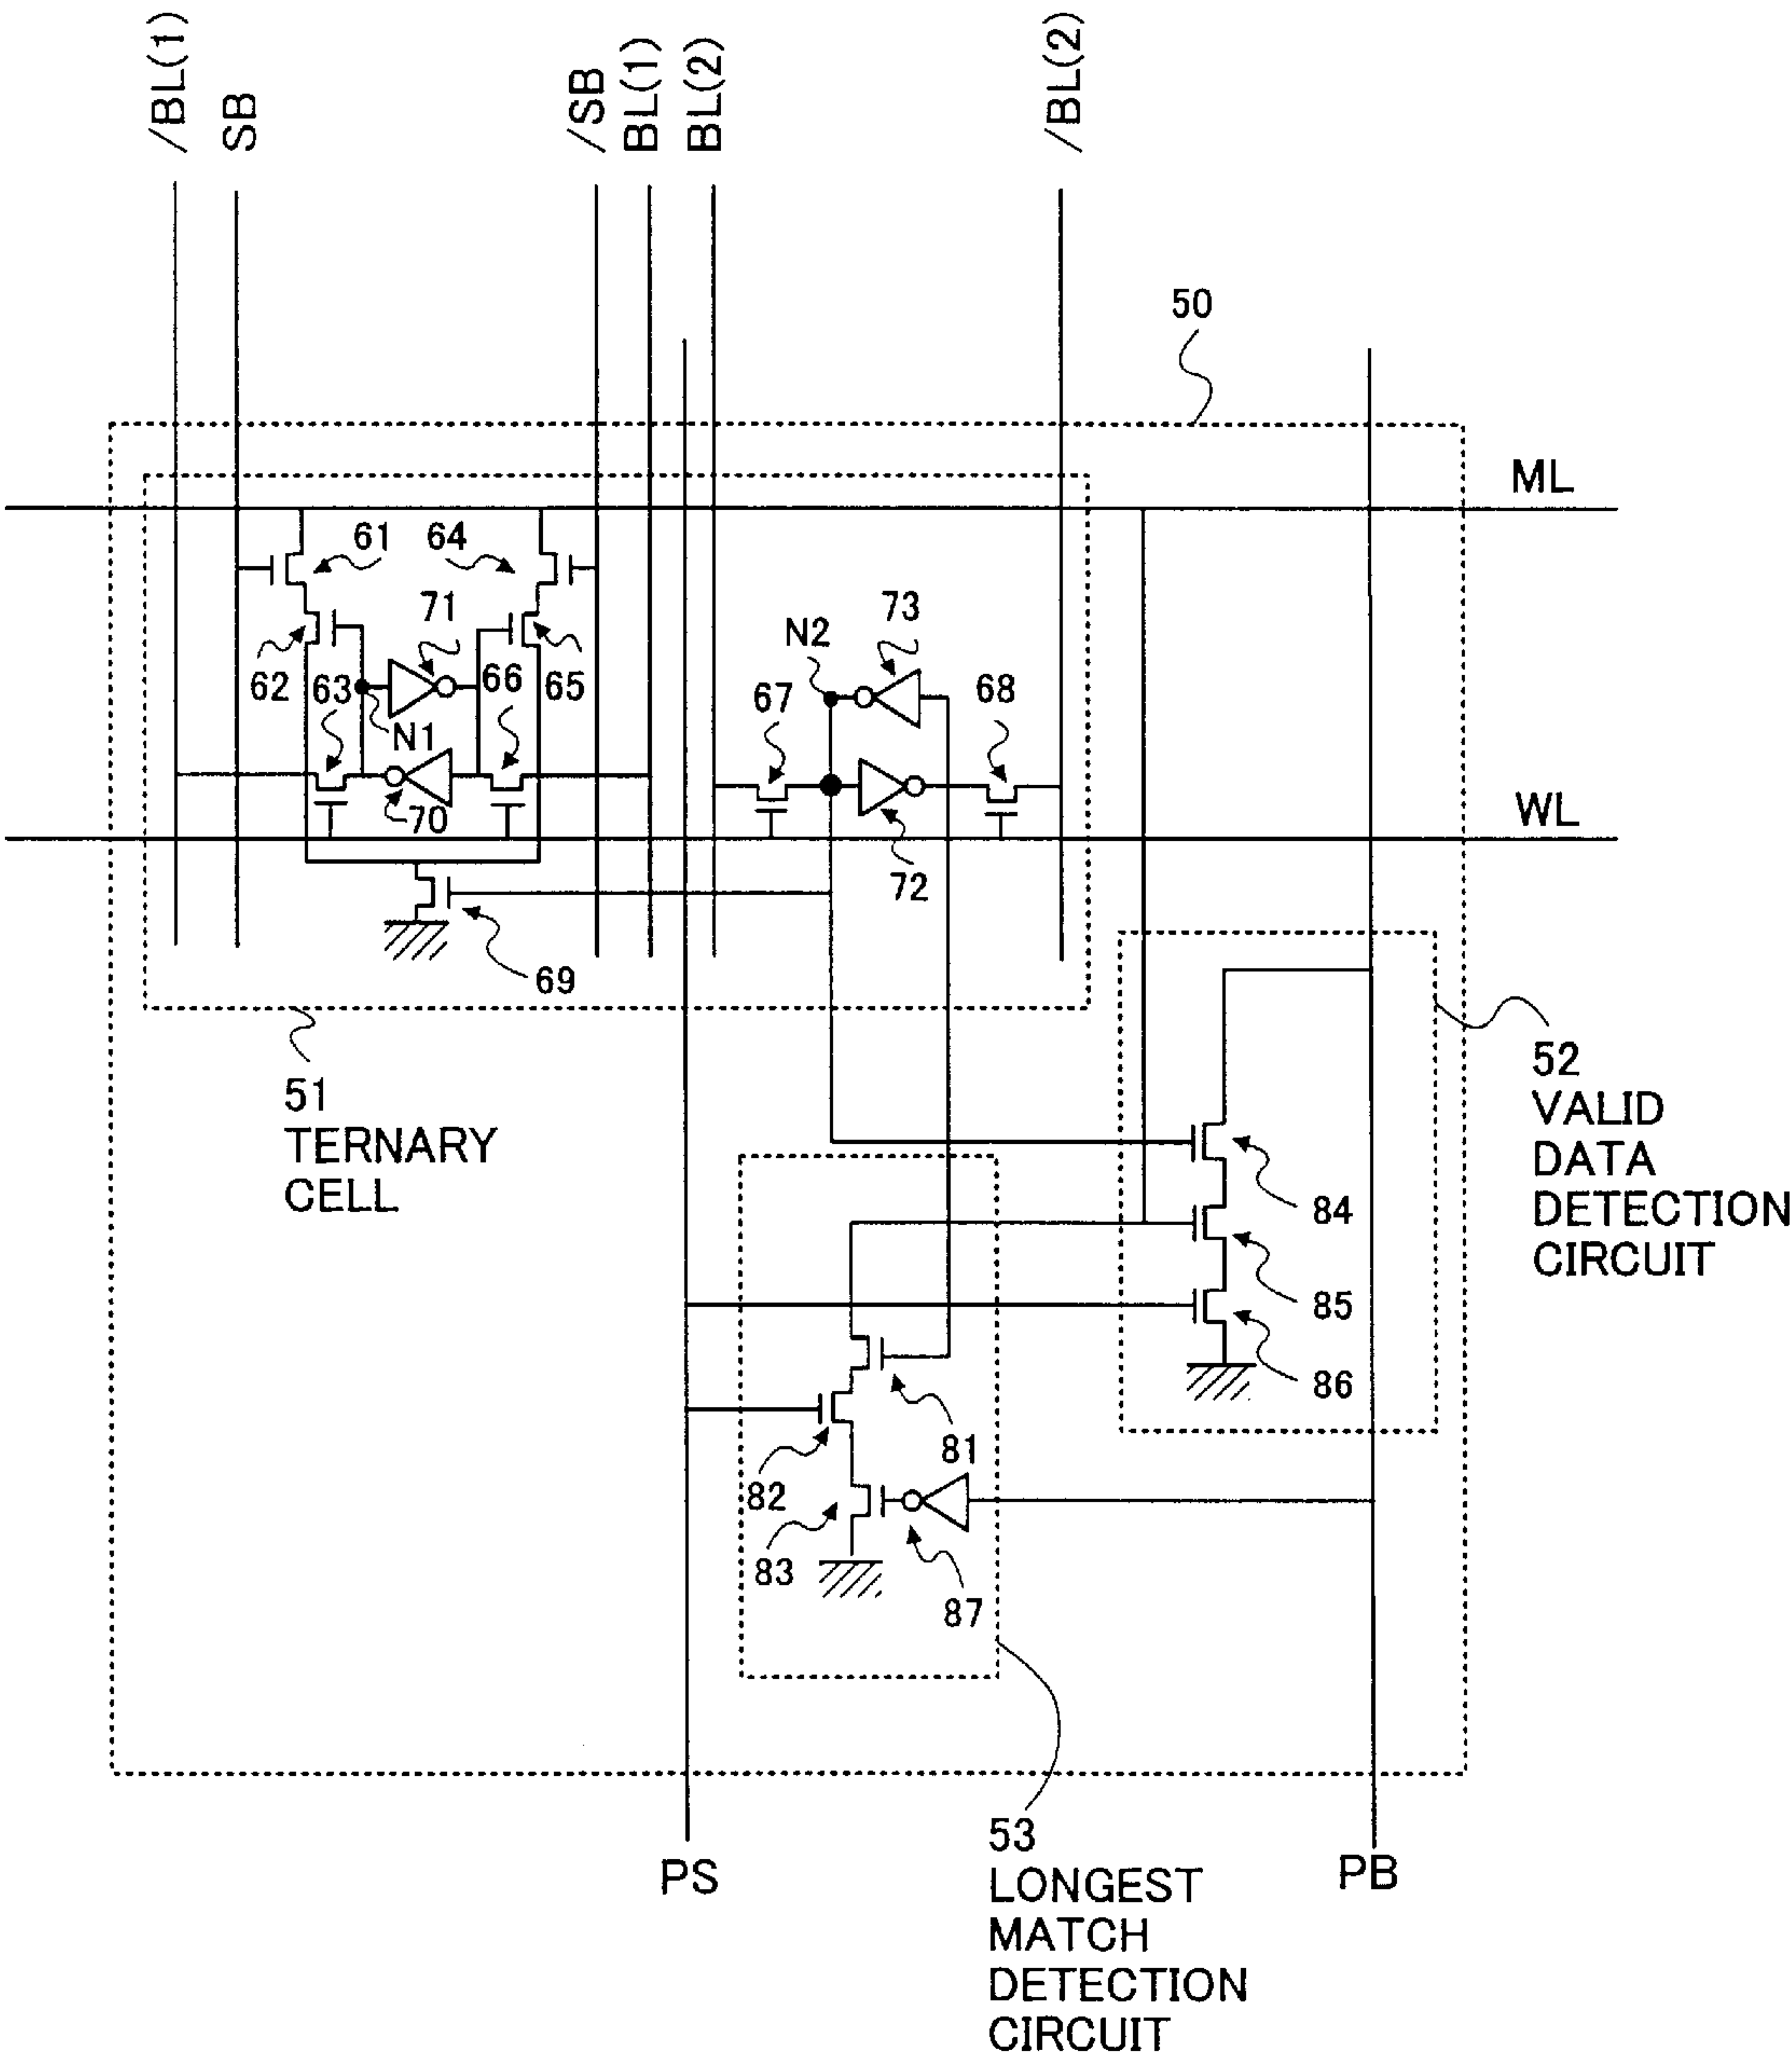 /BL(1)
SB
/SB
BL(1)
BL(2)
/BL(2)
50
ML
61
64
71
73
N2
62
63
66
65
67
68
N1
70
WL
72
69
51
TERNARY
CELL
52
VALID
DATA
DETECTION
CIRCUIT
84
85
86
81
82
83
87
53
LONGEST
MATCH
DETECTION
CIRCUIT
PS
PB